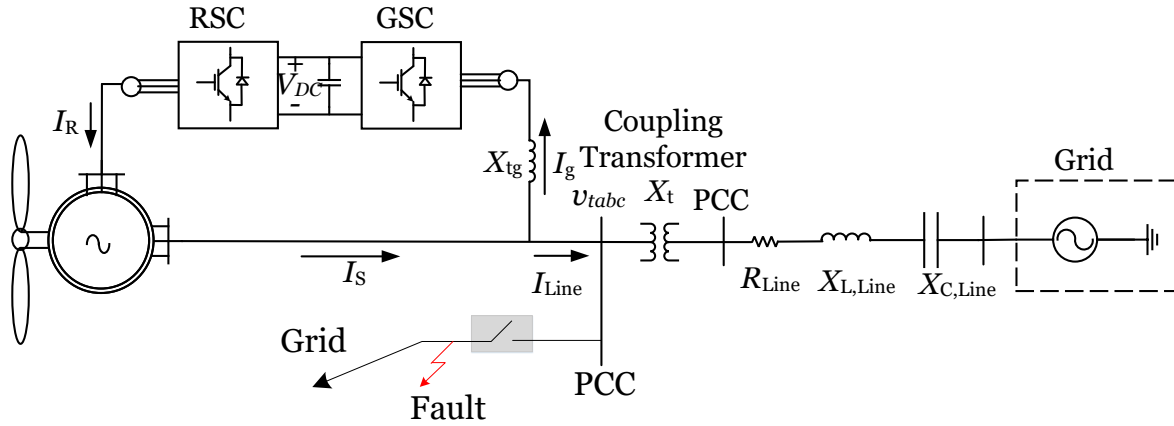 RSC
GSC
+
V_DC
-
I_R
X_tg
I_g
Coupling
Transformer
v_tabc
X_t
PCC
Grid
I_S
I_Line
R_Line
X_L,Line
X_C,Line
Grid
Fault
PCC